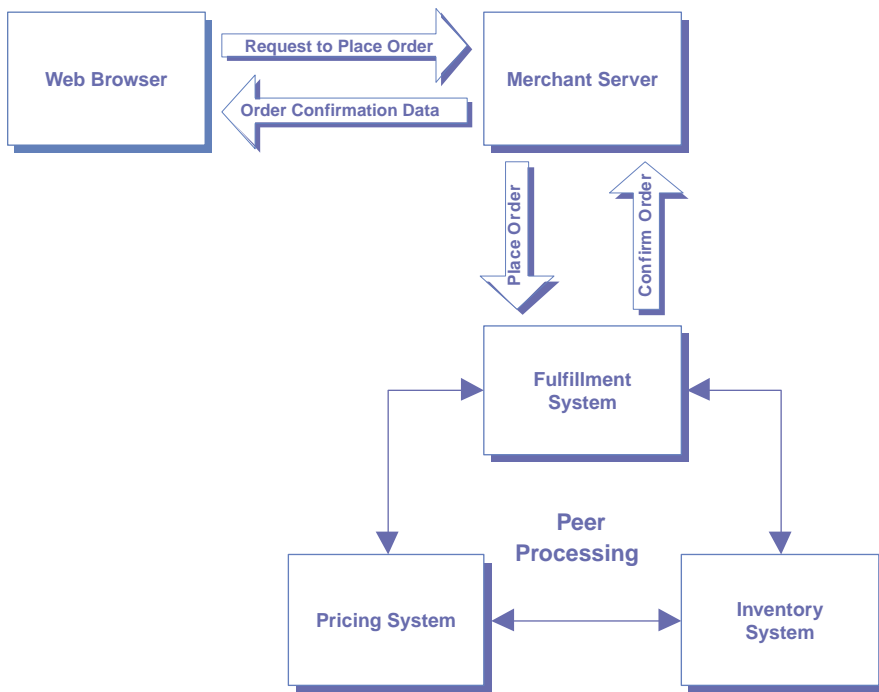 Web Browser
Request to Place Order
Order Confirmation Data
Merchant Server
Place Order
Confirm Order
Fulfillment
System
Peer
Processing
Pricing System
Inventory
System